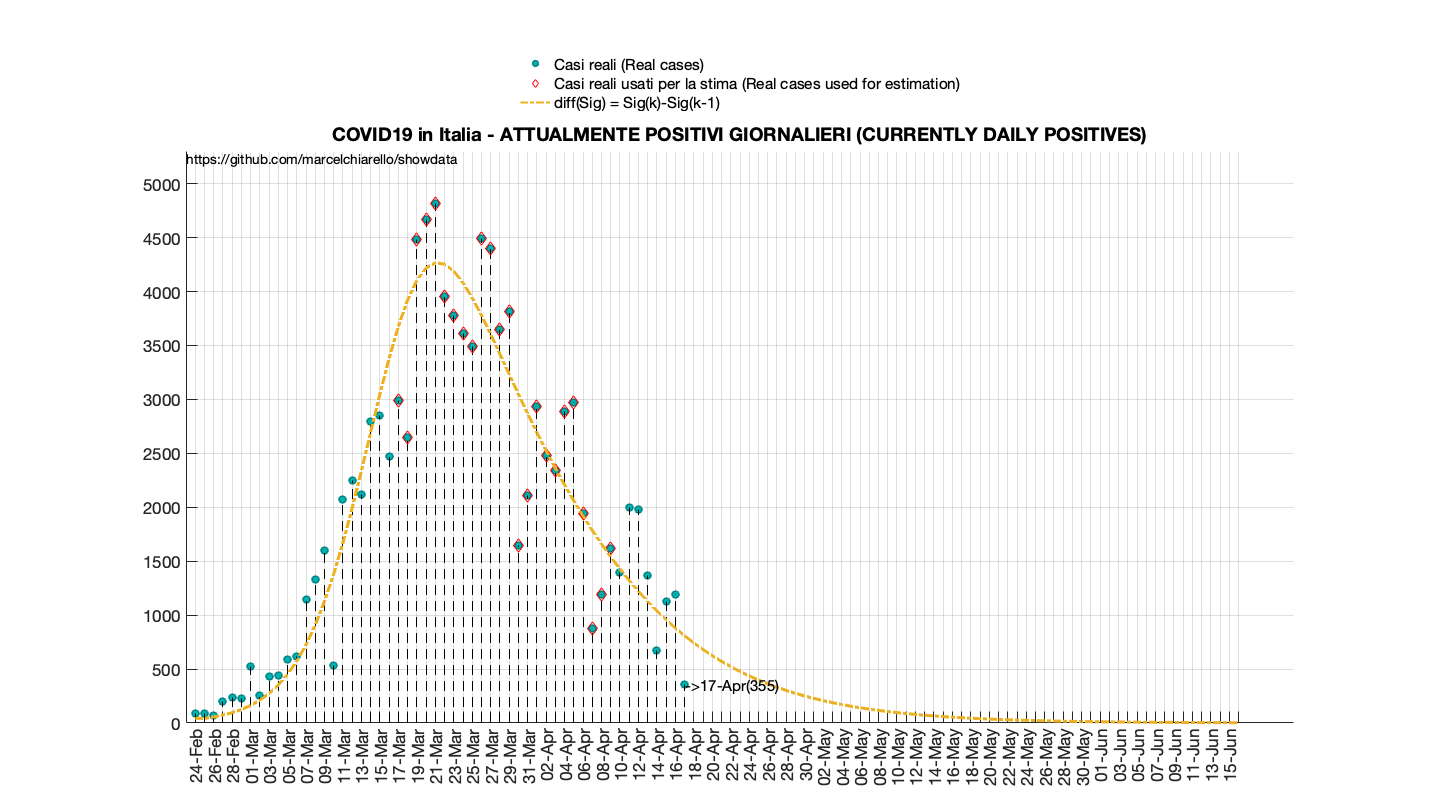 Casi reali (Real cases)
Casi reali usati per la stima (Real cases used for estimation)
diff(Sig) = Sig(k)-Sig(k-1)
COVID19 in Italia - ATTUALMENTE POSITIVI GIORNALIERI (CURRENTLY DAILY POSITIVES)
https://github.com/marcelchiarello/showdata
5000
4500
4000
3500
3000
2500
2000
1500
1000
500
0
->17-Apr(355)
24-Feb
26-Feb
28-Feb
01-Mar
03-Mar
05-Mar
07-Mar
09-Mar
11-Mar
13-Mar
15-Mar
17-Mar
19-Mar
21-Mar
23-Mar
25-Mar
27-Mar
29-Mar
31-Mar
02-Apr
04-Apr
06-Apr
08-Apr
10-Apr
12-Apr
14-Apr
16-Apr
18-Apr
20-Apr
22-Apr
24-Apr
26-Apr
28-Apr
30-Apr
02-May
04-May
06-May
08-May
10-May
12-May
14-May
16-May
18-May
20-May
22-May
24-May
26-May
28-May
30-May
01-Jun
03-Jun
05-Jun
07-Jun
09-Jun
11-Jun
13-Jun
15-Jun